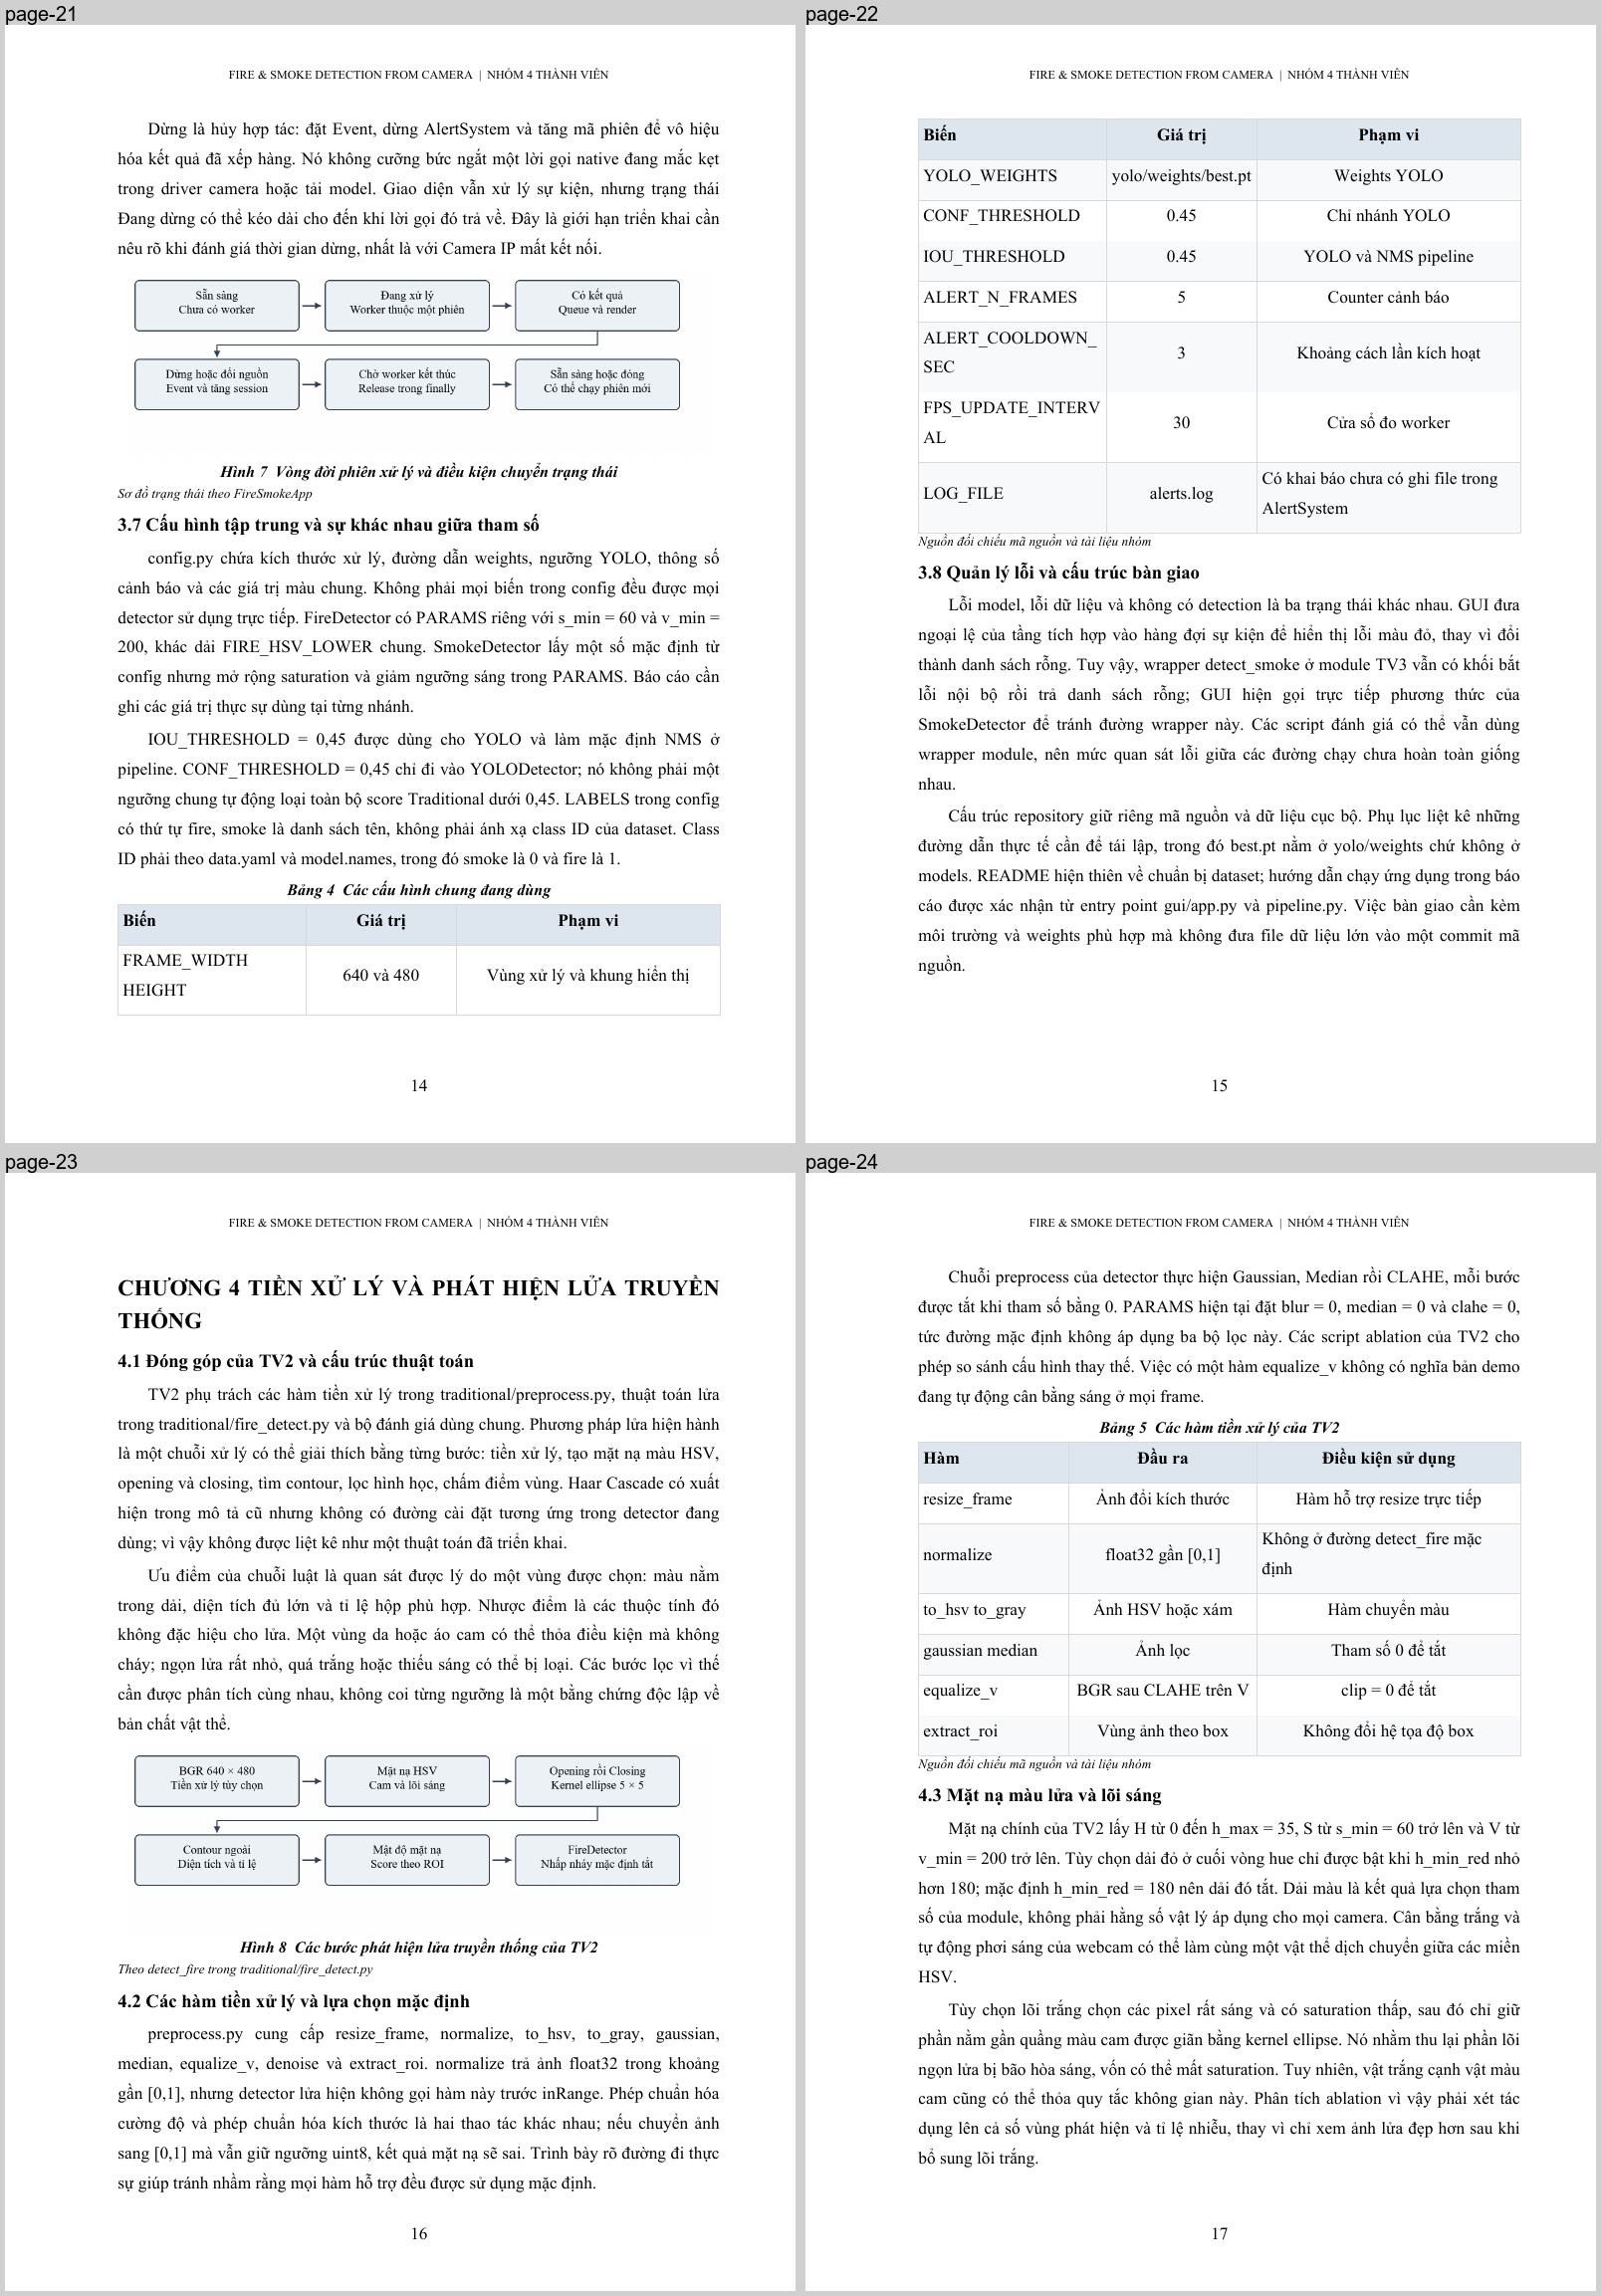 page-21
FIRE & SMOKE DETECTION FROM CAMERA | NHÓM 4 THÀNH VIÊN
Dừng là hủy hợp tác: đặt Event, dừng AlertSystem và tăng mã phiên để vô hiệu
hóa kết quả đã xếp hàng. Nó không cưỡng bức ngắt một lời gọi native đang mắc kẹt
trong driver camera hoặc tải model. Giao diện vẫn xử lý sự kiện, nhưng trạng thái
Đang dừng có thể kéo dài cho đến khi lời gọi đó trả về. Đây là giới hạn triển khai cần
nêu rõ khi đánh giá thời gian dừng, nhất là với Camera IP mất kết nối.
Sẵn sàng
Chưa có worker
Đang xử lý
Worker thuộc một phiên
Có kết quả
Queue và render
Dừng hoặc đổi nguồn
Event và tăng session
Chờ worker kết thúc
Release trong finally
Sẵn sàng hoặc đóng
Có thể chạy phiên mới
Hình 7 Vòng đời phiên xử lý và điều kiện chuyển trạng thái
Sơ đồ trạng thái theo FireSmokeApp
3.7 Cấu hình tập trung và sự khác nhau giữa tham số
config.py chứa kích thước xử lý, đường dẫn weights, ngưỡng YOLO, thông số
cảnh báo và các giá trị màu chung. Không phải mọi biến trong config đều được mọi
detector sử dụng trực tiếp. FireDetector có PARAMS riêng với s_min = 60 và v_min =
200, khác dải FIRE_HSV_LOWER chung. SmokeDetector lấy một số mặc định từ
config nhưng mở rộng saturation và giảm ngưỡng sáng trong PARAMS. Báo cáo cần
ghi các giá trị thực sự dùng tại từng nhánh.
IOU_THRESHOLD = 0,45 được dùng cho YOLO và làm mặc định NMS ở
pipeline. CONF_THRESHOLD = 0,45 chỉ đi vào YOLODetector; nó không phải một
ngưỡng chung tự động loại toàn bộ score Traditional dưới 0,45. LABELS trong config
có thứ tự fire, smoke là danh sách tên, không phải ánh xạ class ID của dataset. Class
ID phải theo data.yaml và model.names, trong đó smoke là 0 và fire là 1.
Bảng 4 Các cấu hình chung đang dùng
Biến Giá trị Phạm vi
FRAME_WIDTH
HEIGHT
640 và 480
Vùng xử lý và khung hiển thị
14
page-22
FIRE & SMOKE DETECTION FROM CAMERA | NHÓM 4 THÀNH VIÊN
Biến Giá trị Phạm vi
YOLO_WEIGHTS yolo/weights/best.pt Weights YOLO
CONF_THRESHOLD 0.45 Chỉ nhánh YOLO
IOU_THRESHOLD 0.45 YOLO và NMS pipeline
ALERT_N_FRAMES 5 Counter cảnh báo
ALERT_COOLDOWN_
SEC
3
Khoảng cách lần kích hoạt
FPS_UPDATE_INTERV
AL
30
Cửa sổ đo worker
LOG_FILE
alerts.log
Có khai báo chưa có ghi file trong
AlertSystem
Nguồn đối chiếu mã nguồn và tài liệu nhóm
3.8 Quản lý lỗi và cấu trúc bàn giao
Lỗi model, lỗi dữ liệu và không có detection là ba trạng thái khác nhau. GUI đưa
ngoại lệ của tầng tích hợp vào hàng đợi sự kiện để hiển thị lỗi màu đỏ, thay vì đổi
thành danh sách rỗng. Tuy vậy, wrapper detect_smoke ở module TV3 vẫn có khối bắt
lỗi nội bộ rồi trả danh sách rỗng; GUI hiện gọi trực tiếp phương thức của
SmokeDetector để tránh đường wrapper này. Các script đánh giá có thể vẫn dùng
wrapper module, nên mức quan sát lỗi giữa các đường chạy chưa hoàn toàn giống
nhau.
Cấu trúc repository giữ riêng mã nguồn và dữ liệu cục bộ. Phụ lục liệt kê những
đường dẫn thực tế cần để tái lập, trong đó best.pt nằm ở yolo/weights chứ không ở
models. README hiện thiên về chuẩn bị dataset; hướng dẫn chạy ứng dụng trong báo
cáo được xác nhận từ entry point gui/app.py và pipeline.py. Việc bàn giao cần kèm
môi trường và weights phù hợp mà không đưa file dữ liệu lớn vào một commit mã
nguồn.
15
page-23
FIRE & SMOKE DETECTION FROM CAMERA | NHÓM 4 THÀNH VIÊN
CHƯƠNG 4 TIỀN XỬ LÝ VÀ PHÁT HIỆN LỬA TRUYỀN
THỐNG
4.1 Đóng góp của TV2 và cấu trúc thuật toán
TV2 phụ trách các hàm tiền xử lý trong traditional/preprocess.py, thuật toán lửa
trong traditional/fire_detect.py và bộ đánh giá dùng chung. Phương pháp lửa hiện hành
là một chuỗi xử lý có thể giải thích bằng từng bước: tiền xử lý, tạo mặt nạ màu HSV,
opening và closing, tìm contour, lọc hình học, chấm điểm vùng. Haar Cascade có xuất
hiện trong mô tả cũ nhưng không có đường cài đặt tương ứng trong detector đang
dùng; vì vậy không được liệt kê như một thuật toán đã triển khai.
Ưu điểm của chuỗi luật là quan sát được lý do một vùng được chọn: màu nằm
trong dải, diện tích đủ lớn và tỉ lệ hộp phù hợp. Nhược điểm là các thuộc tính đó
không đặc hiệu cho lửa. Một vùng da hoặc áo cam có thể thỏa điều kiện mà không
cháy; ngọn lửa rất nhỏ, quá trắng hoặc thiếu sáng có thể bị loại. Các bước lọc vì thế
cần được phân tích cùng nhau, không coi từng ngưỡng là một bằng chứng độc lập về
bản chất vật thể.
BGR 640 × 480
Tiền xử lý tùy chọn
Mặt nạ HSV
Cam và lõi sáng
Opening rồi Closing
Kernel ellipse 5 × 5
Contour ngoài
Diện tích và tỉ lệ
Mật độ mặt nạ
Score theo ROI
FireDetector
Nhấp nháy mặc định tắt
Hình 8 Các bước phát hiện lửa truyền thống của TV2
Theo detect_fire trong traditional/fire_detect.py
4.2 Các hàm tiền xử lý và lựa chọn mặc định
preprocess.py cung cấp resize_frame, normalize, to_hsv, to_gray, gaussian,
median, equalize_v, denoise và extract_roi. normalize trả ảnh float32 trong khoảng
gần [0,1], nhưng detector lửa hiện không gọi hàm này trước inRange. Phép chuẩn hóa
cường độ và phép chuẩn hóa kích thước là hai thao tác khác nhau; nếu chuyển ảnh
sang [0,1] mà vẫn giữ ngưỡng uint8, kết quả mặt nạ sẽ sai. Trình bày rõ đường đi thực
sự giúp tránh nhầm rằng mọi hàm hỗ trợ đều được sử dụng mặc định.
16
page-24
FIRE & SMOKE DETECTION FROM CAMERA | NHÓM 4 THÀNH VIÊN
Chuỗi preprocess của detector thực hiện Gaussian, Median rồi CLAHE, mỗi bước
được tắt khi tham số bằng 0. PARAMS hiện tại đặt blur = 0, median = 0 và clahe = 0,
tức đường mặc định không áp dụng ba bộ lọc này. Các script ablation của TV2 cho
phép so sánh cấu hình thay thế. Việc có một hàm equalize_v không có nghĩa bản demo
đang tự động cân bằng sáng ở mọi frame.
Bảng 5 Các hàm tiền xử lý của TV2
Hàm Đầu ra Điều kiện sử dụng
resize_frame Ảnh đổi kích thước Hàm hỗ trợ resize trực tiếp
normalize
float32 gần [0,1]
Không ở đường detect_fire mặc
định
to_hsv to_gray Ảnh HSV hoặc xám Hàm chuyển màu
gaussian median Ảnh lọc Tham số 0 để tắt
equalize_v BGR sau CLAHE trên V clip = 0 để tắt
extract_roi Vùng ảnh theo box Không đổi hệ tọa độ box
Nguồn đối chiếu mã nguồn và tài liệu nhóm
4.3 Mặt nạ màu lửa và lõi sáng
Mặt nạ chính của TV2 lấy H từ 0 đến h_max = 35, S từ s_min = 60 trở lên và V từ
v_min = 200 trở lên. Tùy chọn dải đỏ ở cuối vòng hue chỉ được bật khi h_min_red nhỏ
hơn 180; mặc định h_min_red = 180 nên dải đó tắt. Dải màu là kết quả lựa chọn tham
số của module, không phải hằng số vật lý áp dụng cho mọi camera. Cân bằng trắng và
tự động phơi sáng của webcam có thể làm cùng một vật thể dịch chuyển giữa các miền
HSV.
Tùy chọn lõi trắng chọn các pixel rất sáng và có saturation thấp, sau đó chỉ giữ
phần nằm gần quầng màu cam được giãn bằng kernel ellipse. Nó nhằm thu lại phần lõi
ngọn lửa bị bão hòa sáng, vốn có thể mất saturation. Tuy nhiên, vật trắng cạnh vật màu
cam cũng có thể thỏa quy tắc không gian này. Phân tích ablation vì vậy phải xét tác
dụng lên cả số vùng phát hiện và tỉ lệ nhiễu, thay vì chỉ xem ảnh lửa đẹp hơn sau khi
bổ sung lõi trắng.
17